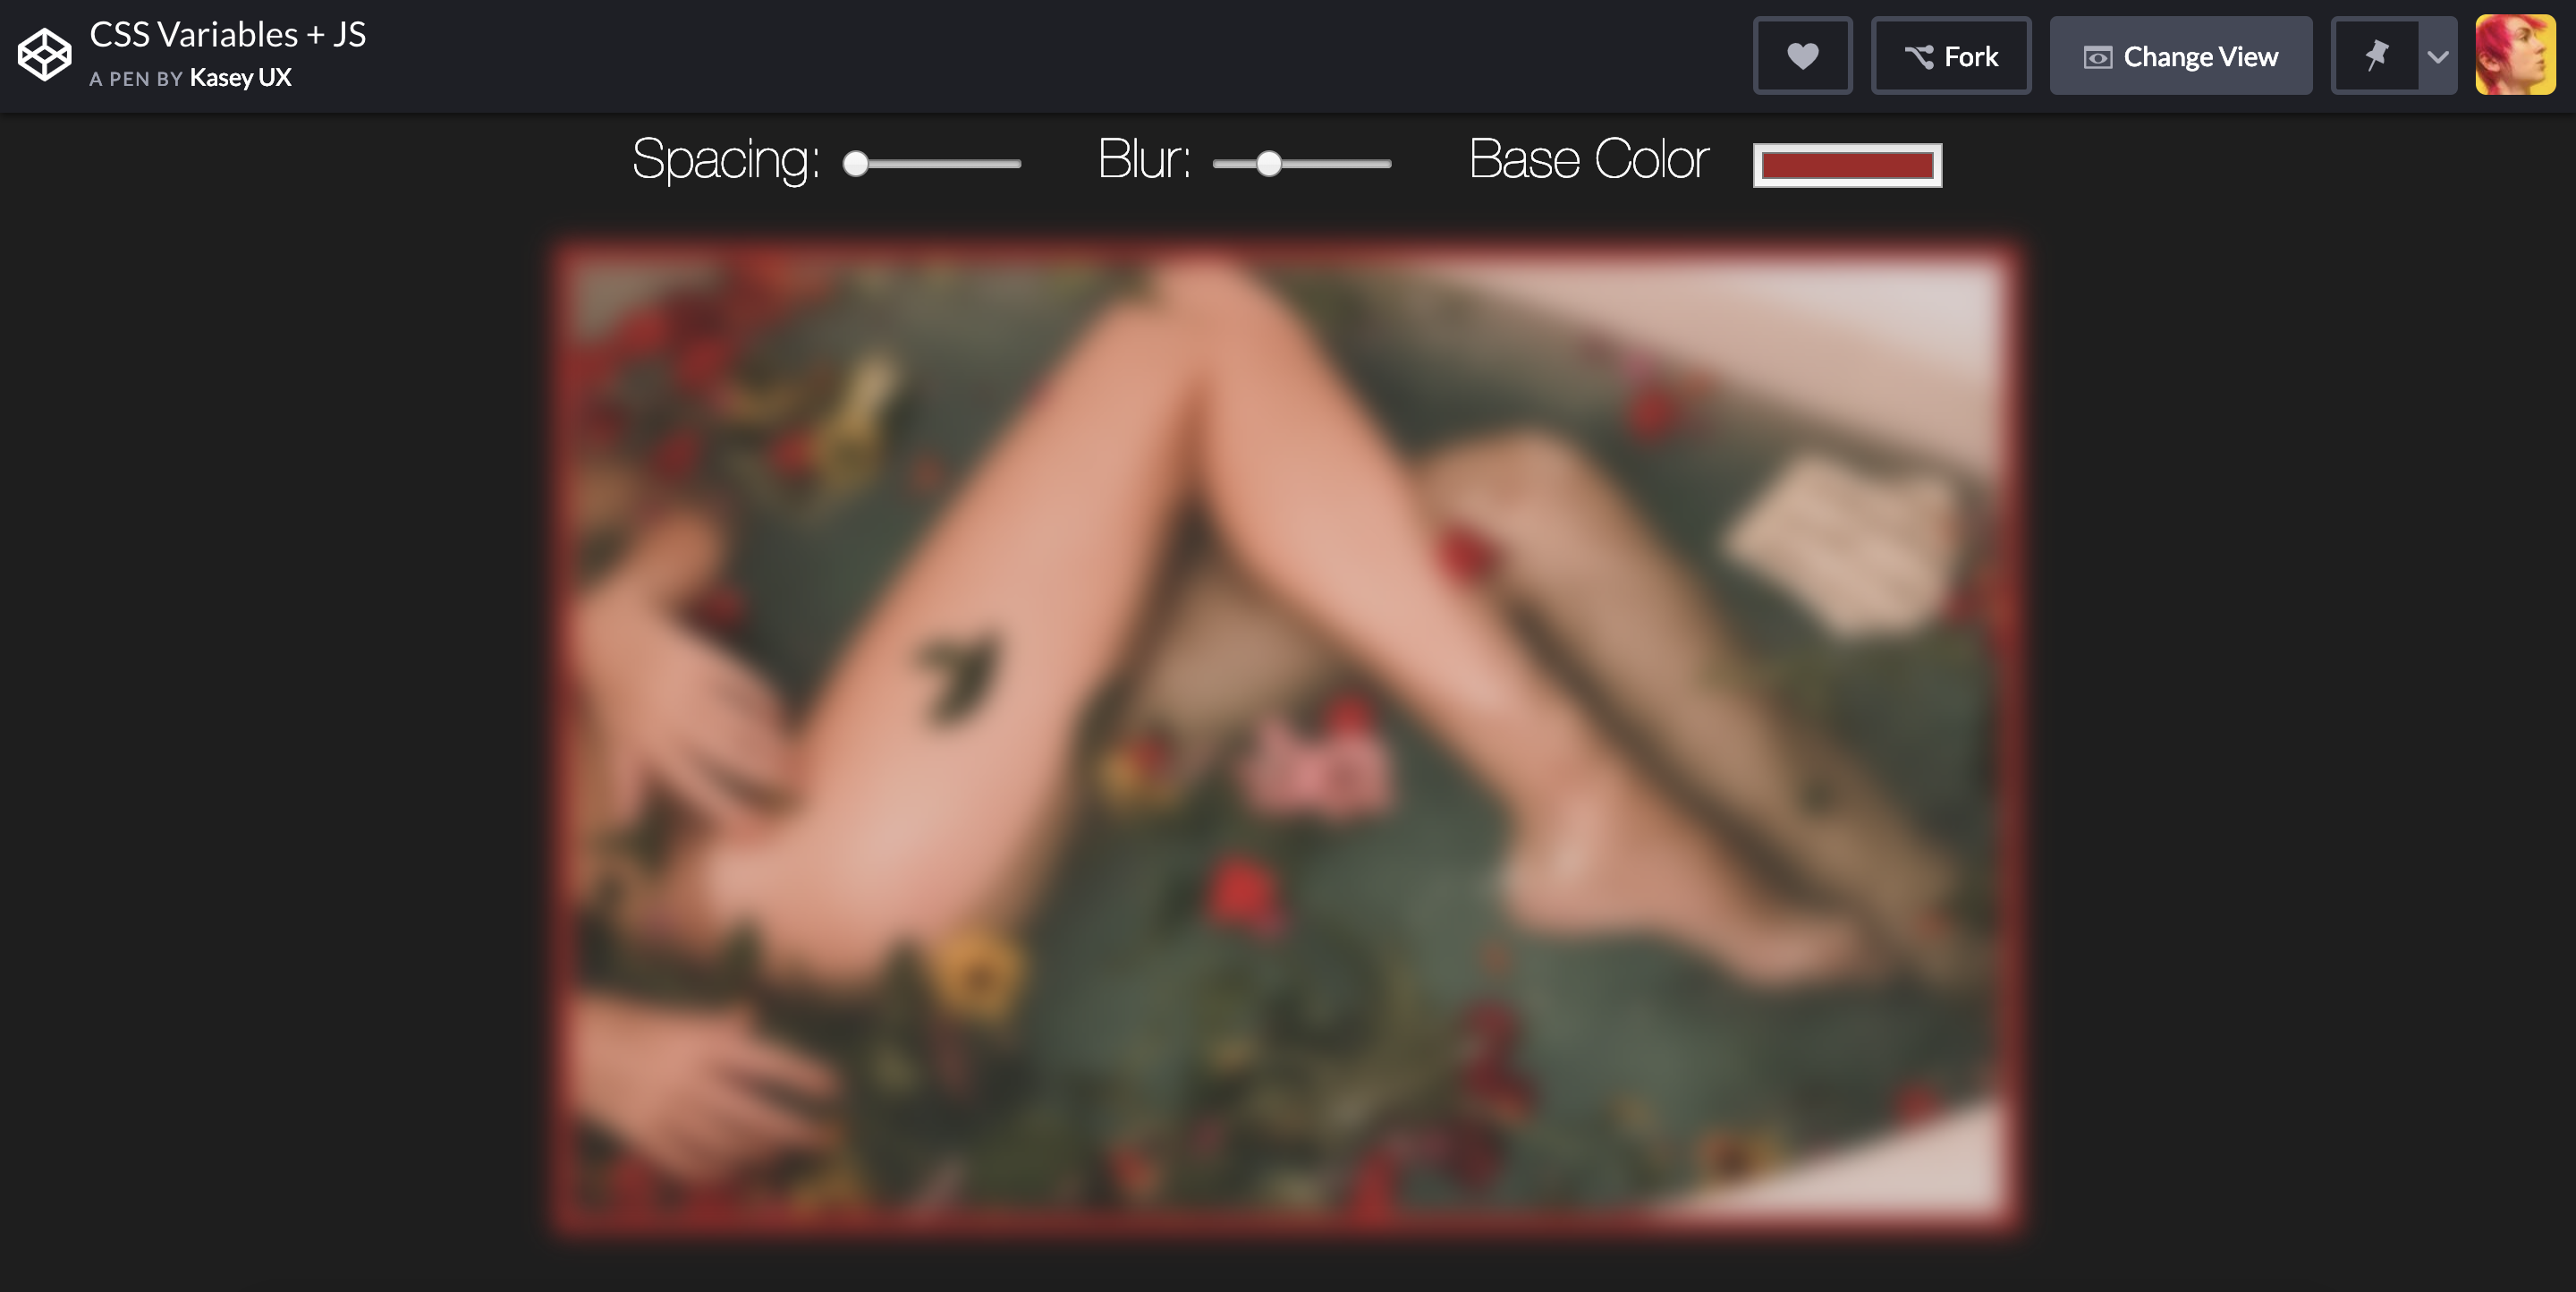 CSS Variables + JS
A PEN BY Kasey UX
Fork
Change View
Spacing:
Blur:
Base Color